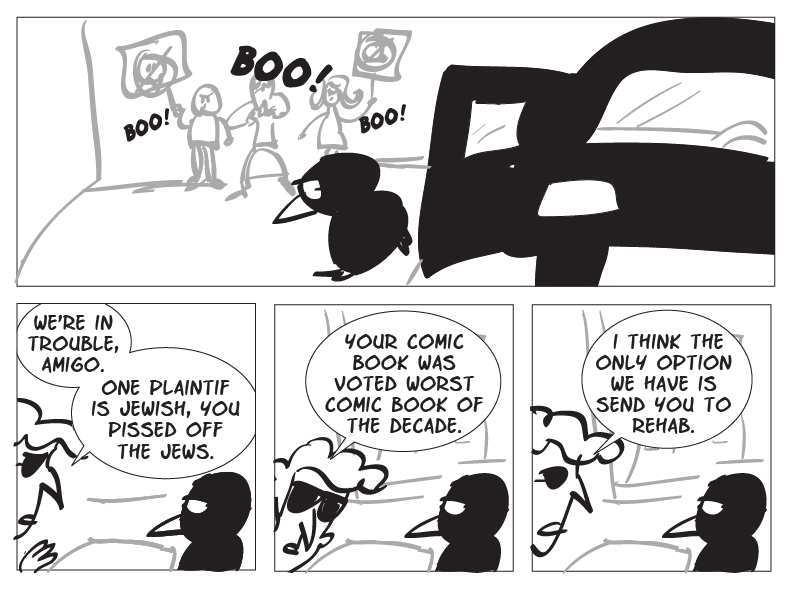 BOO!
BOO!
BOO!
WE'RE IN
TROUBLE,
AMIGO.
ONE PLAINTIF
IS JEWISH, YOU
PISSED OFF
THE JEWS.
YOUR COMIC
BOOK WAS
VOTED WORST
COMIC BOOK OF
THE DECADE.
I THINK THE
ONLY OPTION
WE HAVE IS
SEND YOU TO
REHAB.